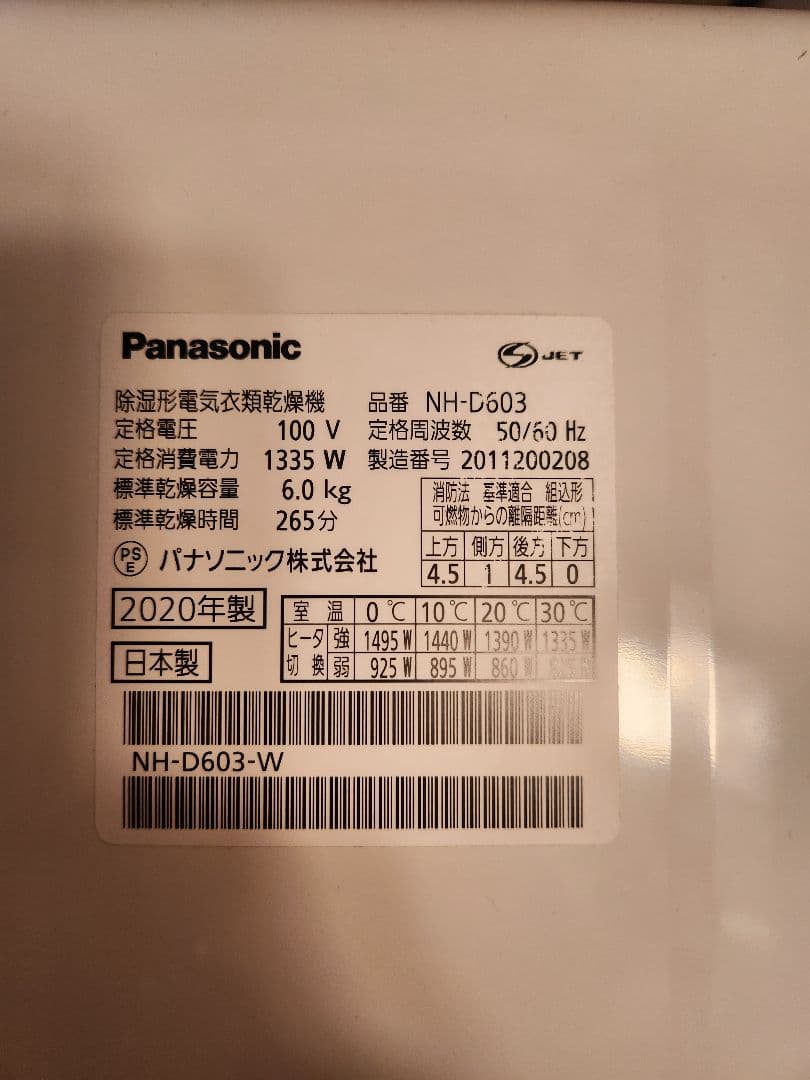 Panasonic
JET
除湿形電気衣類乾燥機 品番 NH-D603
定格電圧 100 V 定格周波数 50/60 Hz
定格消費電力 1335 W 製造番号 2011200208
標準乾燥容量 6.0 kg
標準乾燥時間 265分
消防法 基準適合 組込形
可燃物からの離隔距離(cm)
上方 側方 後方 下方
4.5 1 4.5 0
PS
E
パナソニック株式会社
2020年製
日本製
室 温 0℃ 10℃ 20℃ 30℃
ヒータ 強 1495 W 1440 W 1390 W 1335 W
切 換 弱 925 W 895 W 860 W
NH-D603-W